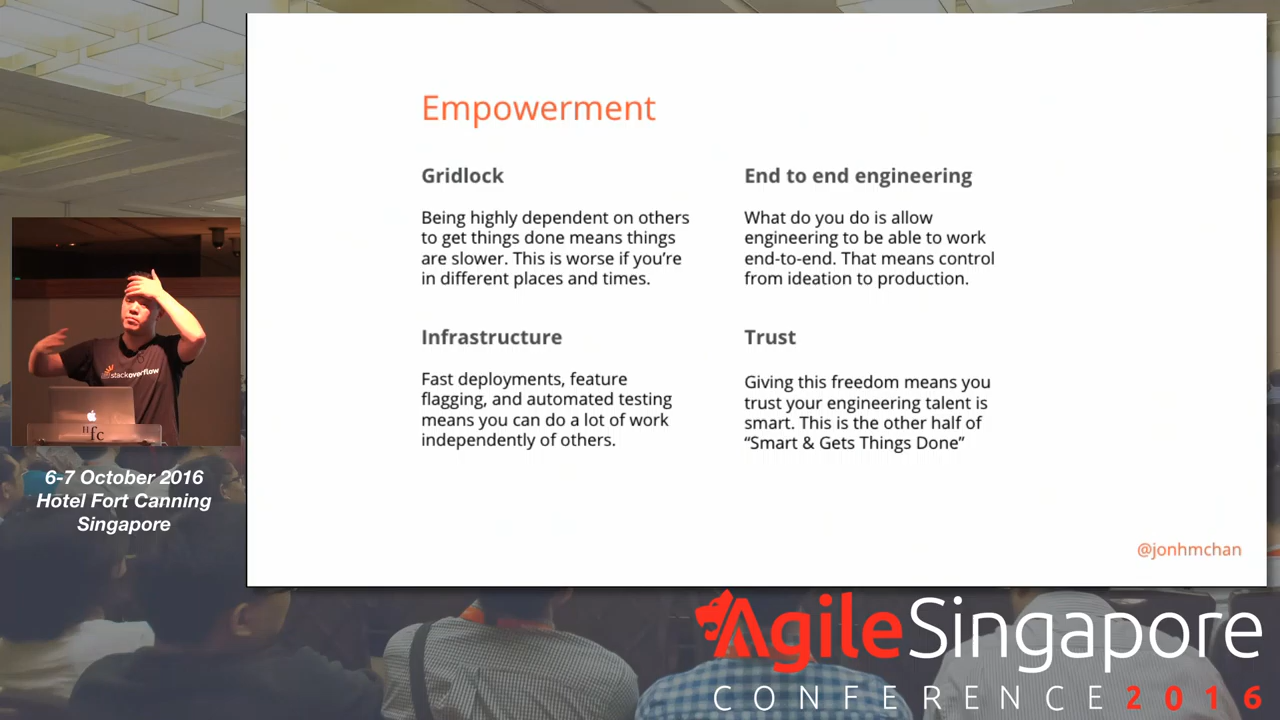 Empowerment
Gridlock
Being highly dependent on others
to get things done means things
are slower. This is worse if you’re
in different places and times.
End to end engineering
What do you do is allow
engineering to be able to work
end-to-end. That means control
from ideation to production.
Infrastructure
Fast deployments, feature
flagging, and automated testing
means you can do a lot of work
independently of others.
Trust
Giving this freedom means you
trust your engineering talent is
smart. This is the other half of
“Smart & Gets Things Done”
@jonhmchan
stackoverflow
fc
6-7 October 2016
Hotel Fort Canning
Singapore
AgileSingapore
CONFERENCE 2016